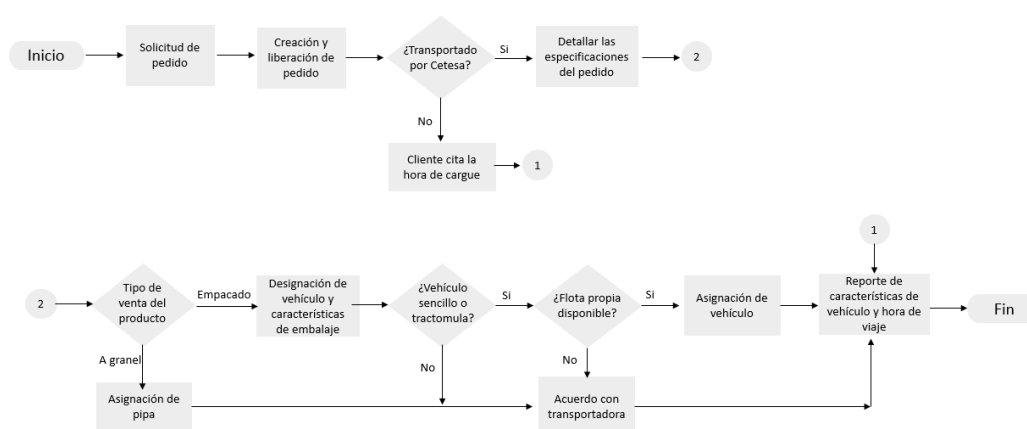 Inicio
Solicitud de
pedido
Creación y
liberación de
pedido
¿Transportado
por Cetesa?
Si
Detallar las
especificaciones
del pedido
2
No
Cliente cita la
hora de cargue
1
1
2
Tipo de
venta del
producto
Empacado
Designación de
vehículo y
características
de embalaje
¿Vehículo
sencillo o
tractomula?
Si
¿Flota propia
disponible?
Si
Asignación de
vehículo
Reporte de
características de
vehículo y hora de
viaje
Fin
A granel
No
No
Asignación de
pipa
Acuerdo con
transportadora